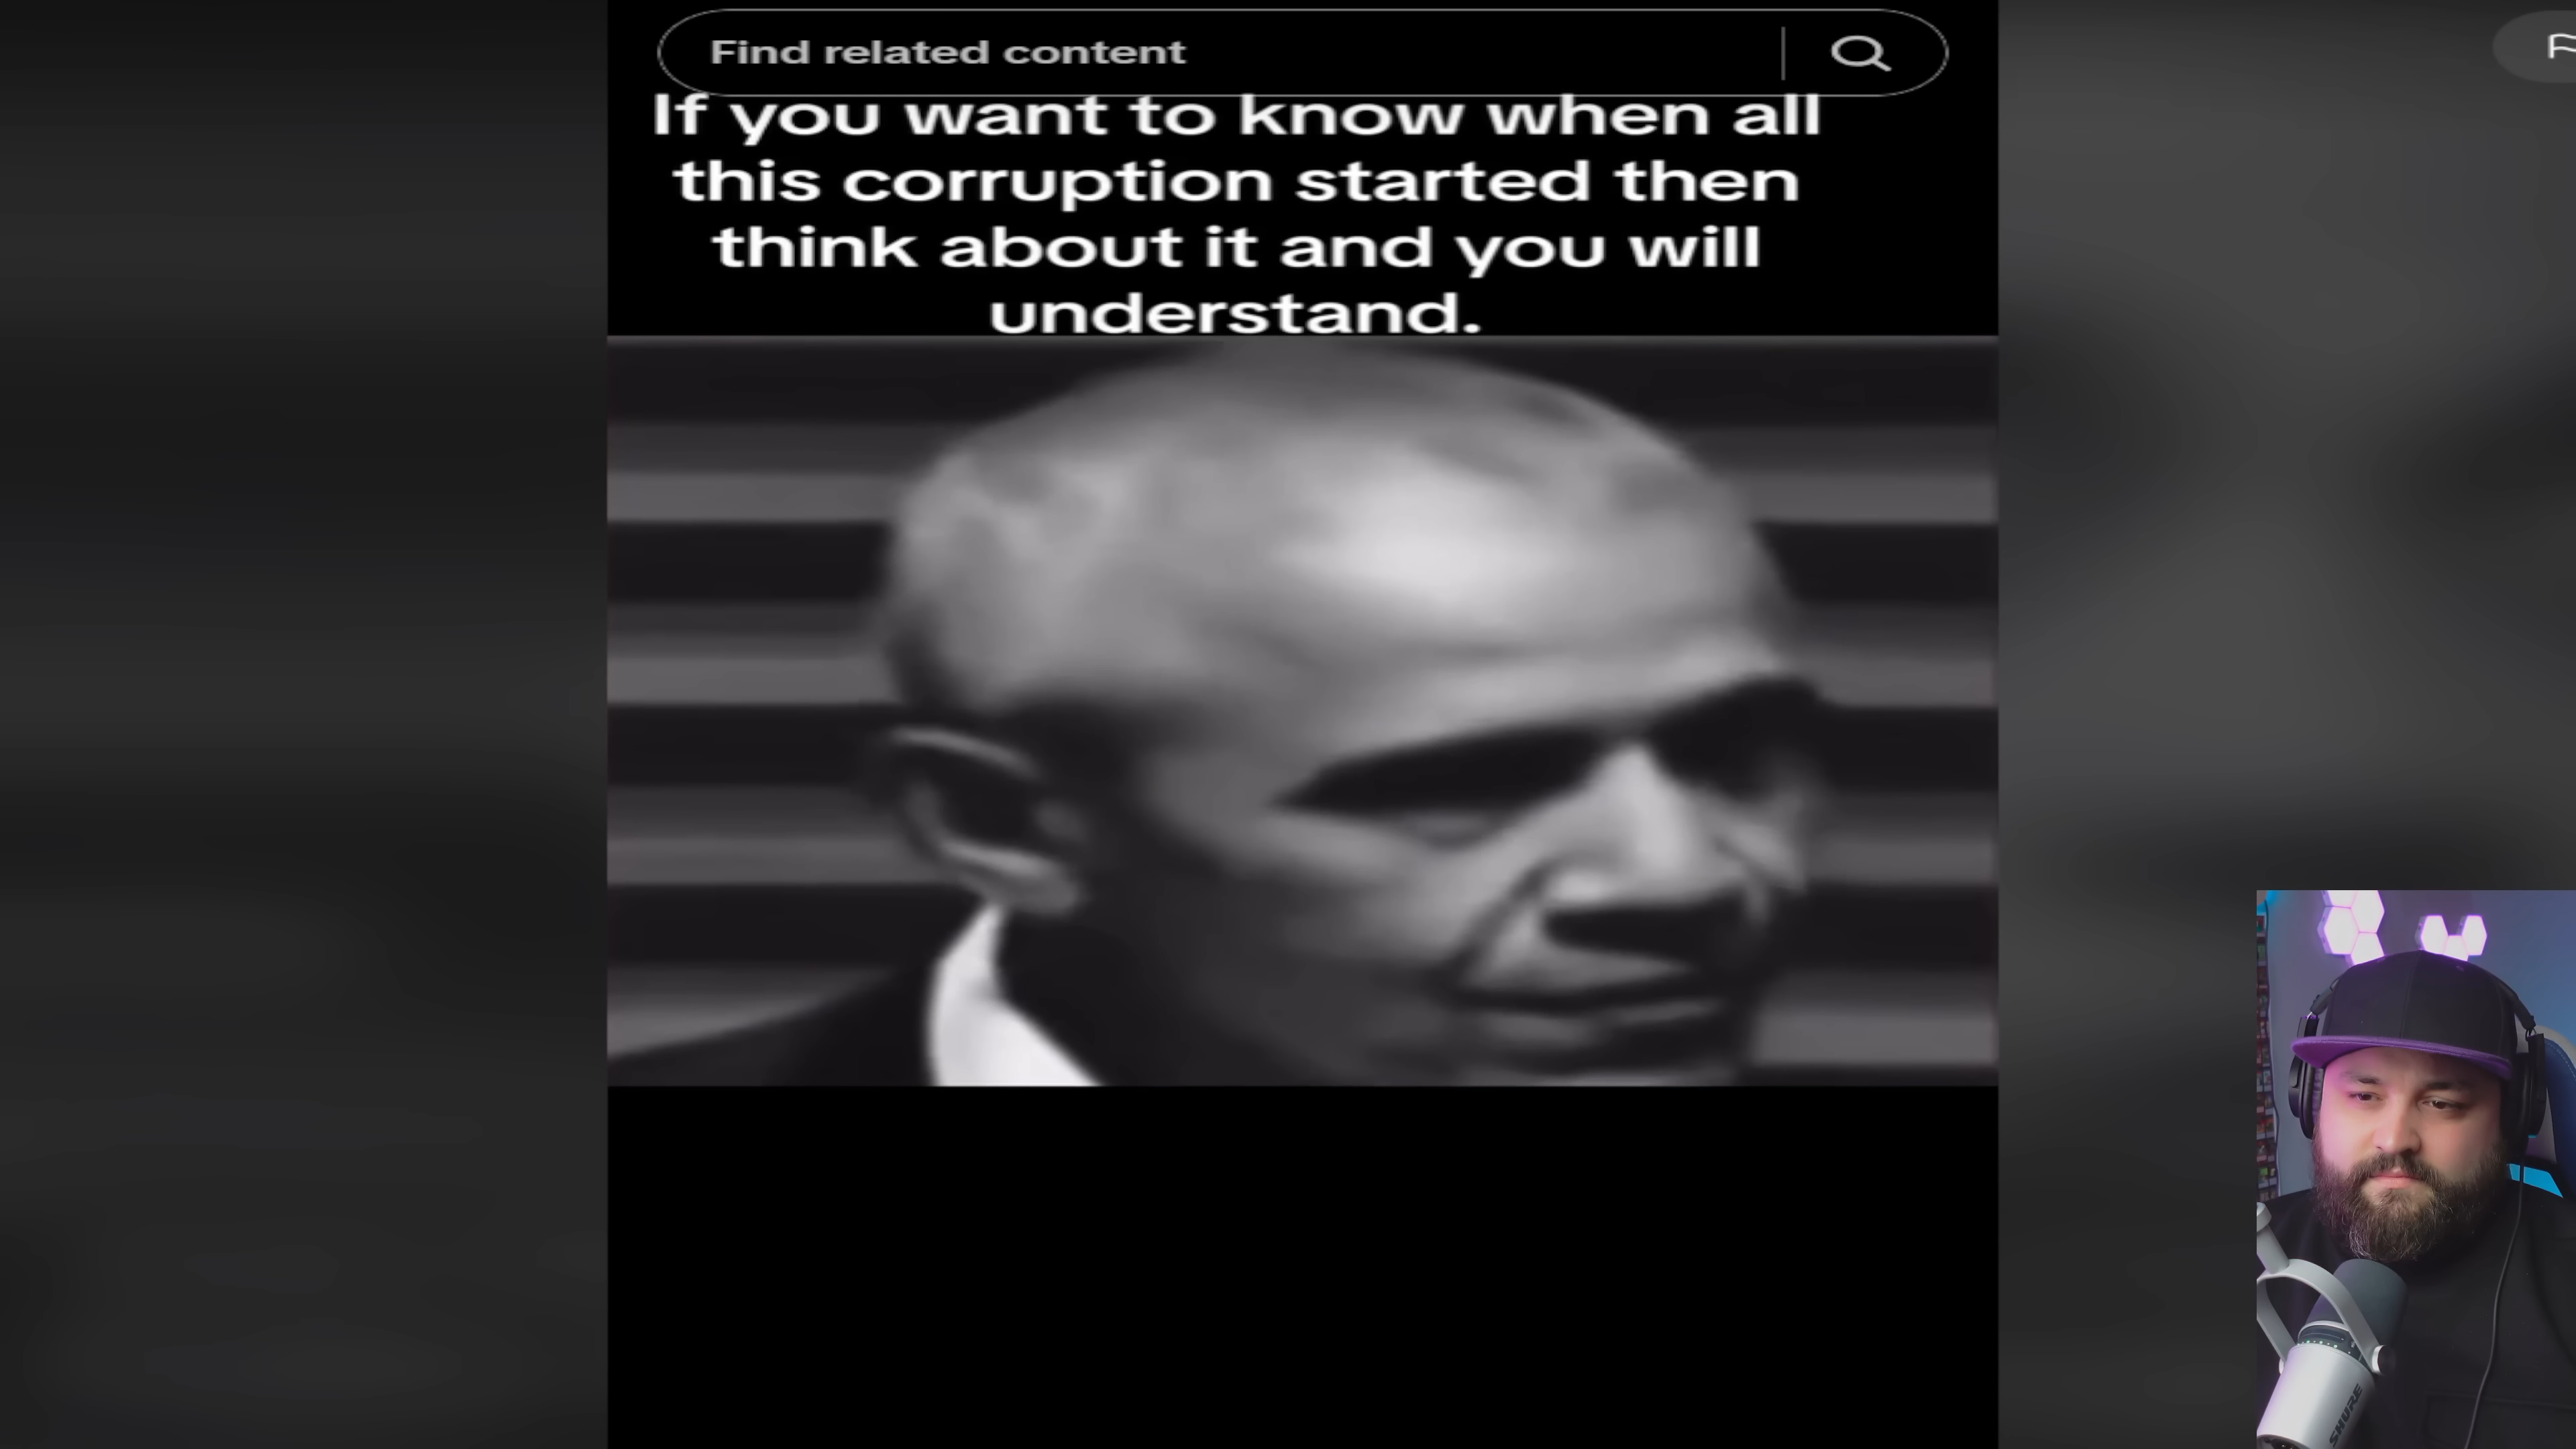 Find related content
If you want to know when all
this corruption started then
think about it and you will
understand.
SHURE